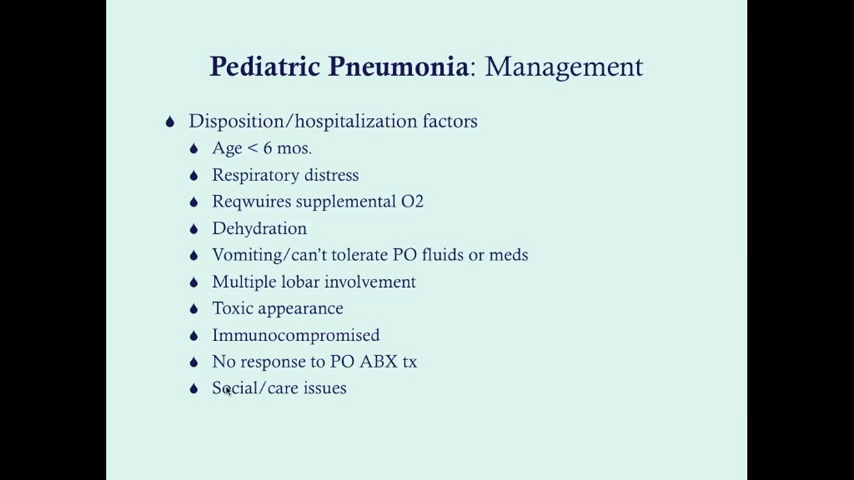 Pediatric Pneumonia: Management
Disposition/hospitalization factors
Age < 6 mos.
Respiratory distress
Reqwuires supplemental O2
Dehydration
Vomiting/can't tolerate PO fluids or meds
Multiple lobar involvement
Toxic appearance
Immunocompromised
No response to PO ABX tx
Social/care issues